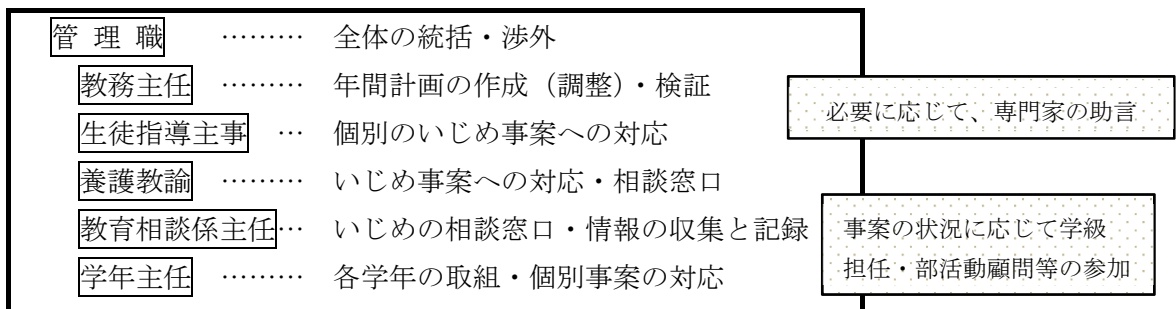 管 理 職 ……… 全体の統括・渉外
教務主任 ……… 年間計画の作成(調整)・検証
生徒指導主事 … 個別のいじめ事案への対応
養護教諭 ……… いじめ事案への対応・相談窓口
教育相談係主任… いじめの相談窓口・情報の収集と記録
学年主任 ……… 各学年の取組・個別事案の対応
必要に応じて、専門家の助言
事案の状況に応じて学級
担任・部活動顧問等の参加